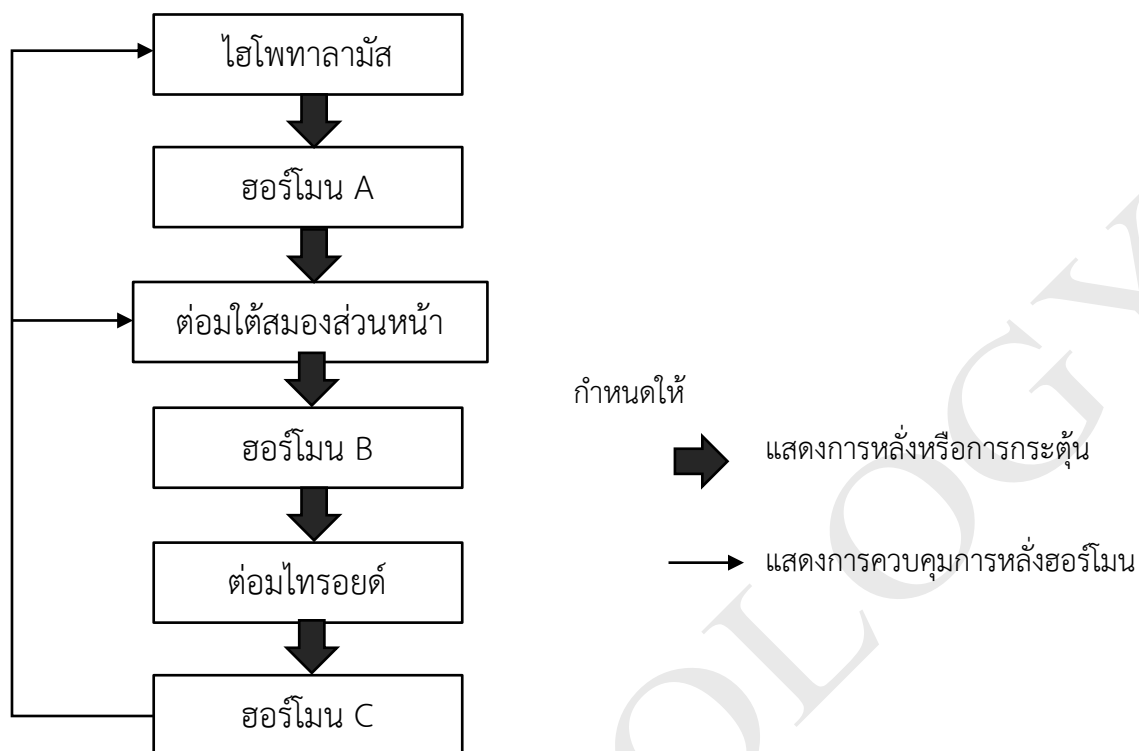 ไฮโพทาลามัส
ฮอร์โมน A
ต่อมใต้สมองส่วนหน้า
ฮอร์โมน B
ต่อมไทรอยด์
ฮอร์โมน C
กำหนดให้
แสดงการหลั่งหรือการกระตุ้น
แสดงการควบคุมการหลั่งฮอร์โมน
OLOGY